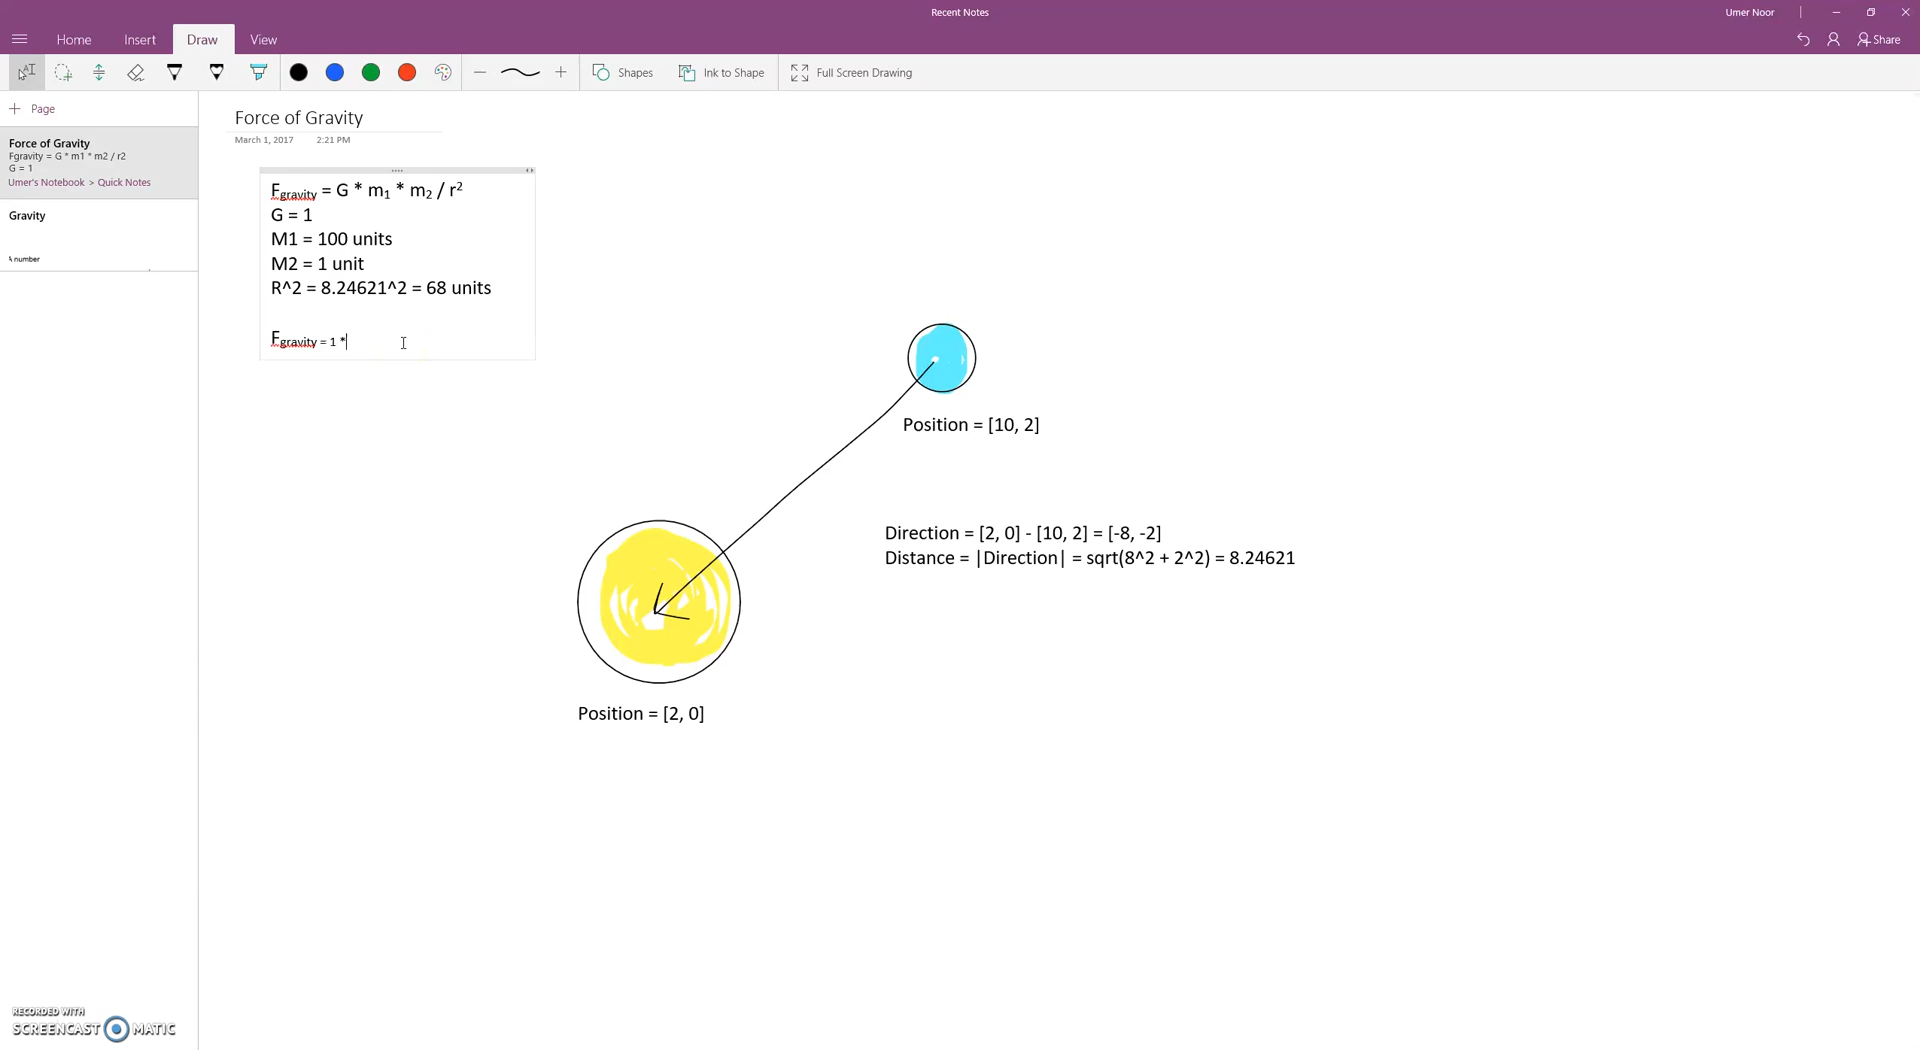 Recent Notes
Umer Noor
Home Insert Draw View
Share
Shapes Ink to Shape Full Screen Drawing
+ Page
Force of Gravity
Fgravity = G * m1 * m2 / r2
G = 1
Umer's Notebook > Quick Notes
Gravity
A number
Force of Gravity
March 1, 2017 2:21 PM
Fgravity = G * m1 * m2 / r2
G = 1
M1 = 100 units
M2 = 1 unit
R^2 = 8.24621^2 = 68 units
Fgravity = 1 *
Position = [10, 2]
Direction = [2, 0] - [10, 2] = [-8, -2]
Distance = |Direction| = sqrt(8^2 + 2^2) = 8.24621
Position = [2, 0]
RECORDED WITH
SCREENCAST MATIC